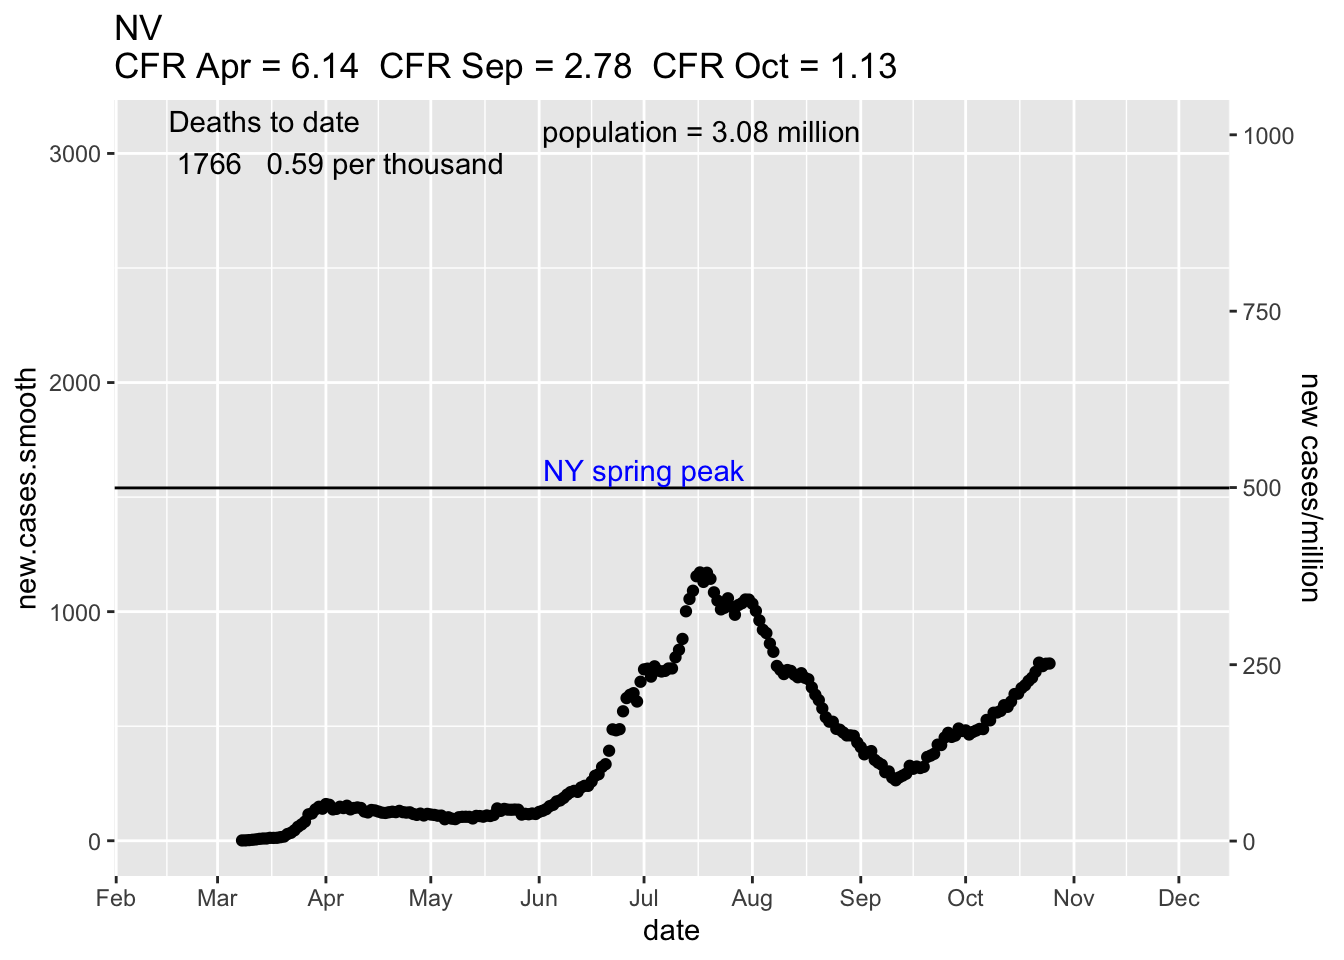 NV
CFR Apr = 6.14  CFR Sep = 2.78  CFR Oct = 1.13
Deaths to date
1766   0.59 per thousand
population = 3.08 million
NY spring peak
new.cases.smooth
3000
2000
1000
0
new cases/million
1000
750
500
250
0
Feb Mar Apr May Jun Jul Aug Sep Oct Nov Dec
date